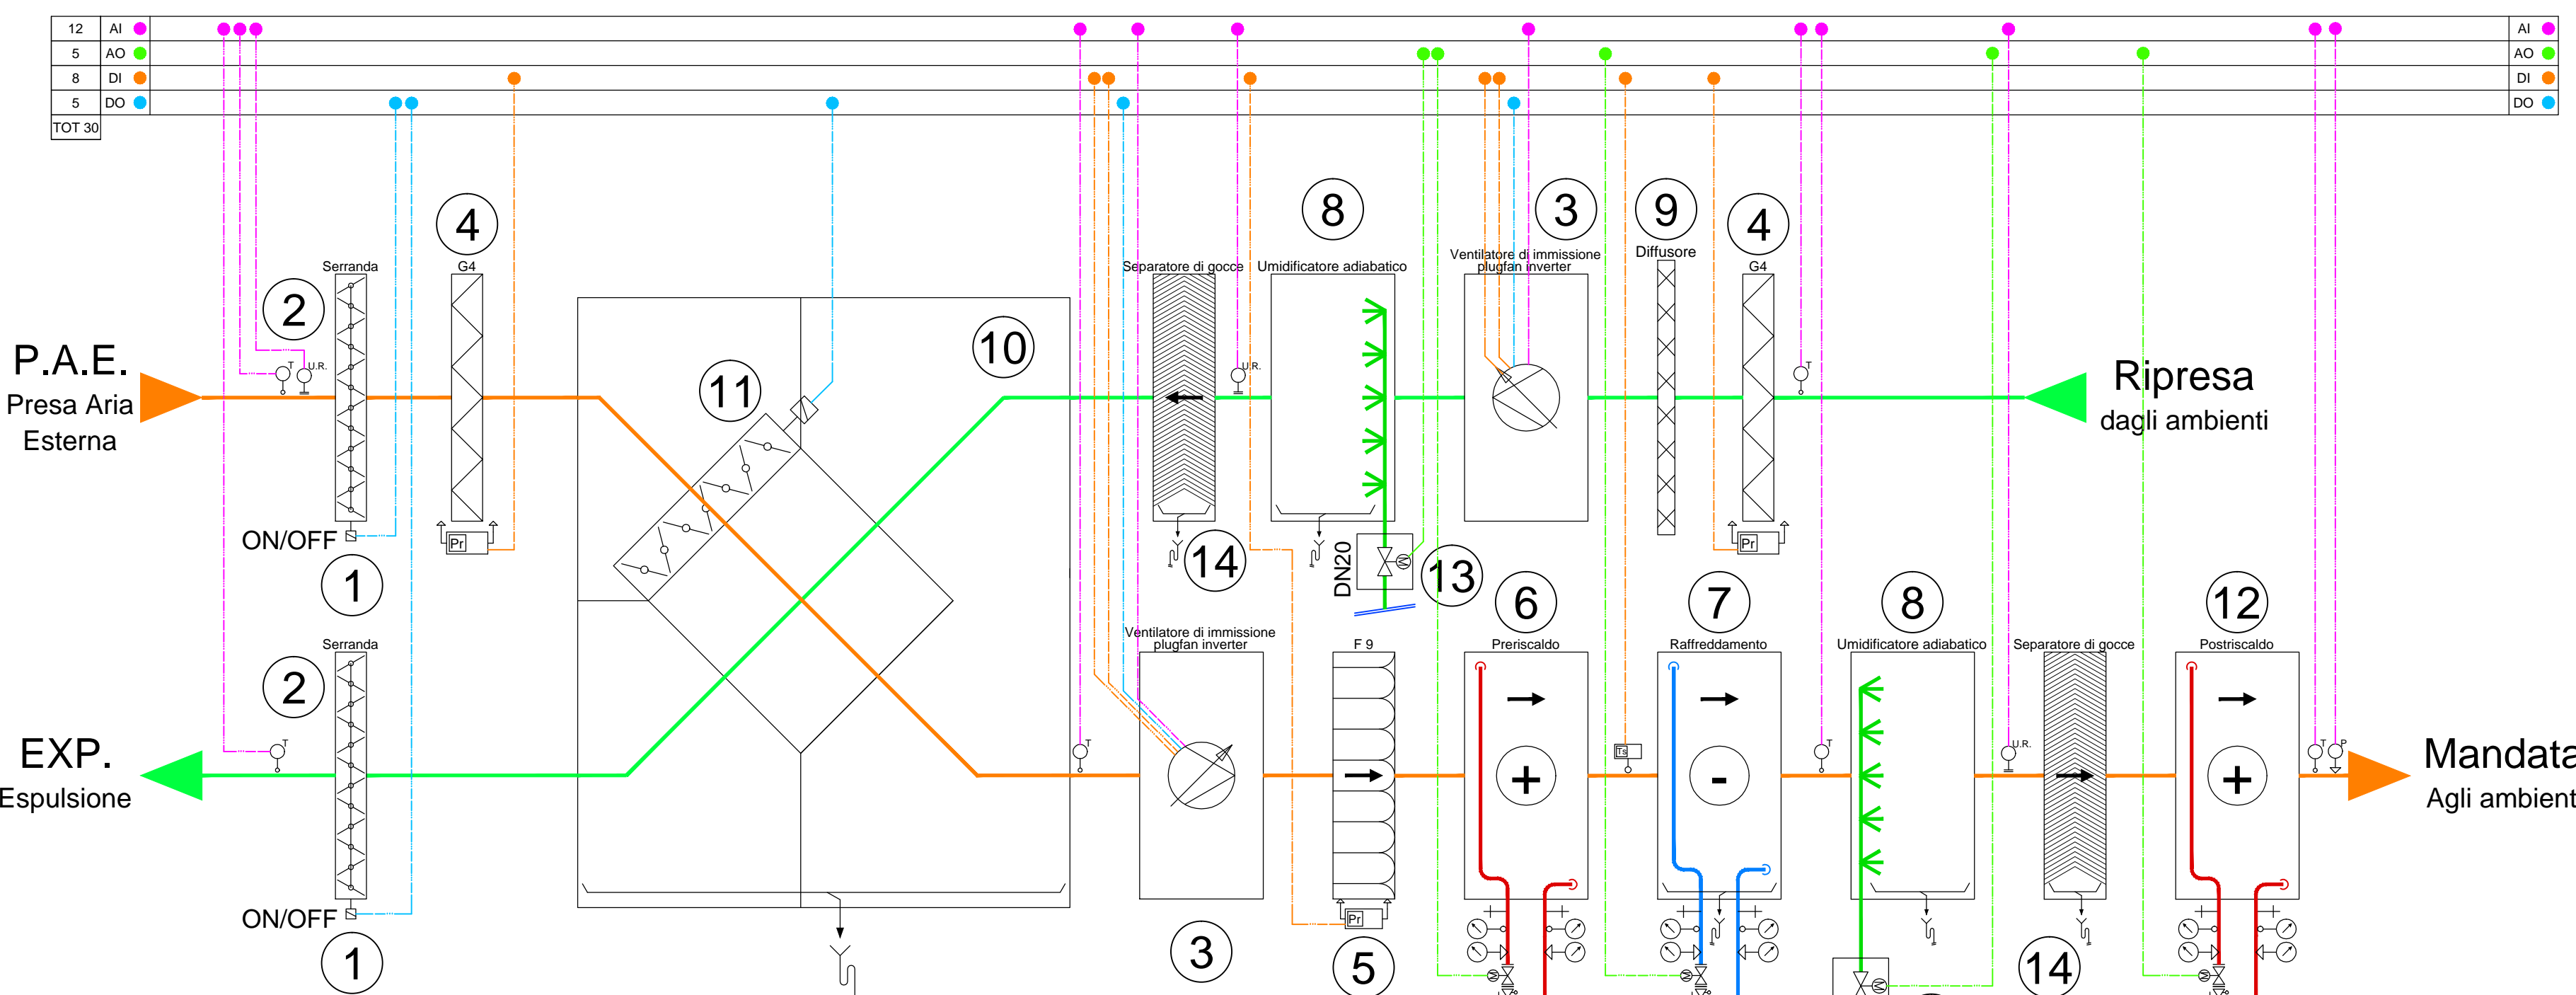 12 AI AI
5 AO AO
8 DI DI
5 DO DO
TOT 30
4
8
3
9
4
Serranda
G4
Separatore di gocce
Umidificatore adiabatico
Ventilatore di immissione
plugfan inverter
Diffusore
G4
2
10
11
P.A.E.
Presa Aria
Esterna
T
U.R.
U.R.
T
Ripresa
dagli ambienti
ON/OFF
Pr
Pr
1
14
DN20
M
13
6
7
8
12
Serranda
Ventilatore di immissione
plugfan inverter
F 9
Preriscaldo
Raffreddamento
Umidificatore adiabatico
Separatore di gocce
Postriscaldo
2
EXP.
Espulsione
T
T
Ts
T
U.R.
T
P
+
-
+
Mandata
Agli ambient
ON/OFF
Pr
1
3
5
14
M
M
M
M